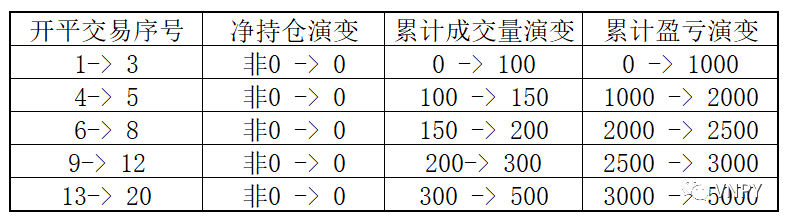 开平交易序号 净持仓演变 累计成交量演变 累计盈亏演变
1-> 3 非0 -> 0 0 -> 100 0 -> 1000
4-> 5 非0 -> 0 100 -> 150 1000 -> 2000
6-> 8 非0 -> 0 150 -> 200 2000 -> 2500
9-> 12 非0 -> 0 200-> 300 2500 -> 3000
13-> 20 非0 -> 0 300 -> 500 3000 -> 5000
VNPY